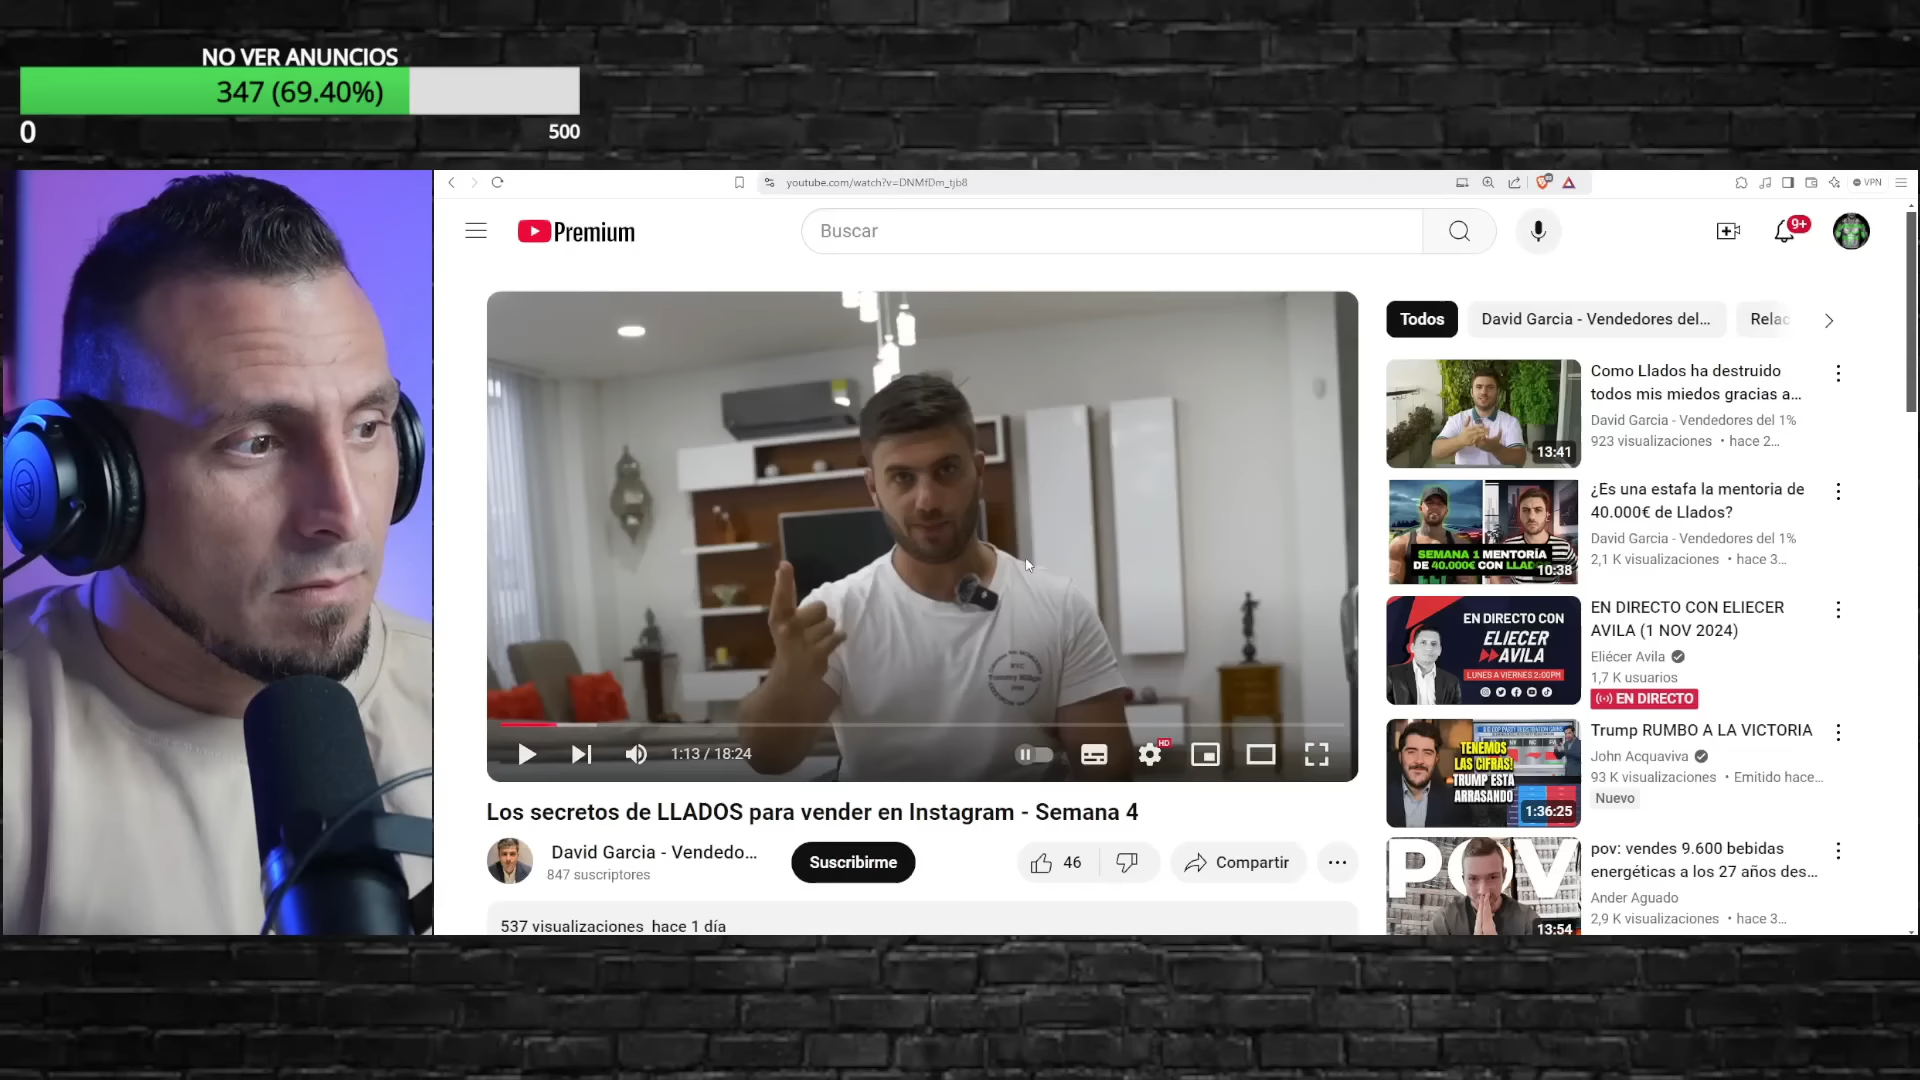 NO VER ANUNCIOS
347 (69.40%)
0
500
youtube.com/watch?v=DNMfDm_tjb8
VPN
Premium
Buscar
9+
1:13 / 18:24
HD
Los secretos de LLADOS para vender en Instagram - Semana 4
David Garcia - Vendedo...
847 suscriptores
Suscribirme
46
Compartir
537 visualizaciones hace 1 día
Todos
David Garcia - Vendedores del...
Relac
13:41
Como Llados ha destruido
todos mis miedos gracias a...
David Garcia - Vendedores del 1%
923 visualizaciones • hace 2...
SEMANA 1 MENTORÍA
DE 40.000€ CON LLAD
10:38
¿Es una estafa la mentoria de
40.000€ de Llados?
David Garcia - Vendedores del 1%
2,1 K visualizaciones • hace 3...
EN DIRECTO CON
ELIECER
AVILA
LUNES A VIERNES 2:00PM
EN DIRECTO CON ELIECER
AVILA (1 NOV 2024)
Eliécer Avila
1,7 K usuarios
EN DIRECTO
TENEMOS
LAS CIFRAS!
TRUMP ESTA
ARRASANDO
1:36:25
Trump RUMBO A LA VICTORIA
John Acquaviva
93 K visualizaciones • Emitido hace...
Nuevo
POV
13:54
pov: vendes 9.600 bebidas
energéticas a los 27 años des...
Ander Aguado
2,9 K visualizaciones • hace 3...